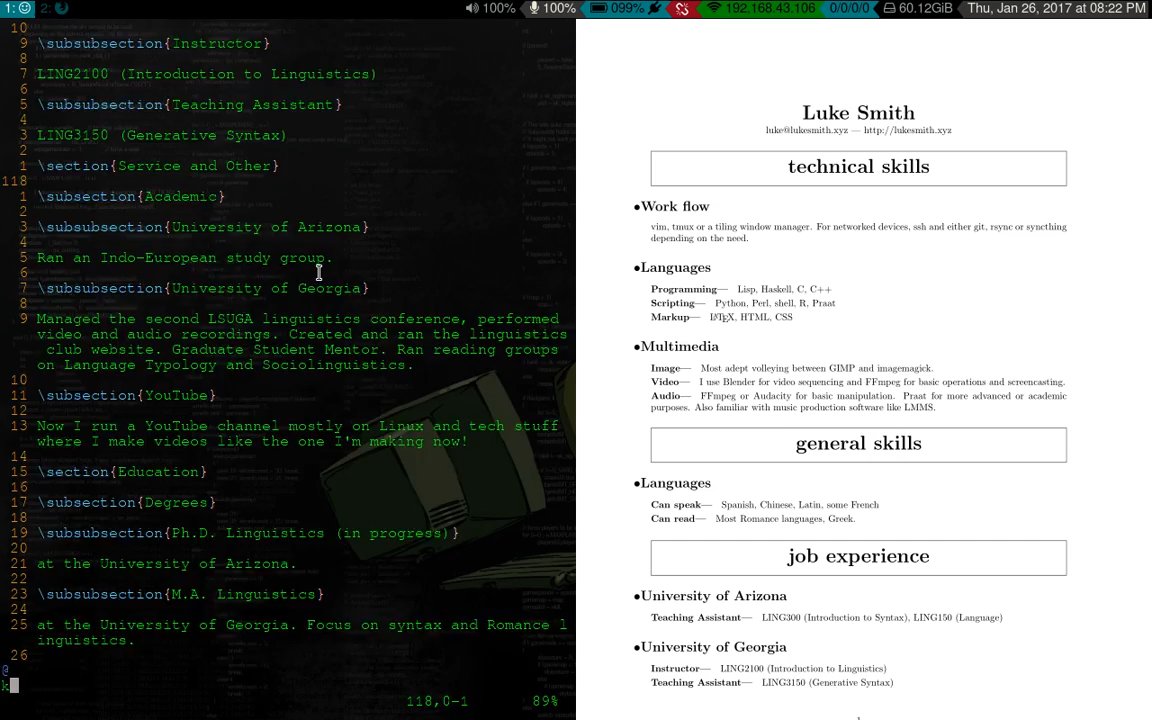 1: 2: 100% 100% 099% 192.168.43.106 0/0/0/0 60.12GiB Thu, Jan 26, 2017 at 08:22 PM
10
9 \subsubsection{Instructor}
8
7 LING2100 (Introduction to Linguistics)
6
5 \subsubsection{Teaching Assistant}
4
3 LING3150 (Generative Syntax)
2
1 \section{Service and Other}
118
1 \subsection{Academic}
2
3 \subsubsection{University of Arizona}
4
5 Ran an Indo-European study group.
6
7 \subsubsection{University of Georgia}
8
9 Managed the second LSUGA linguistics conference, performed
video and audio recordings. Created and ran the linguistics
club website. Graduate Student Mentor. Ran reading groups
on Language Typology and Sociolinguistics.
10
11 \subsubsection{YouTube}
12
13 Now I run a YouTube channel mostly on Linux and tech stuff
where I make videos like the one I'm making now!
14
15 \section{Education}
16
17 \subsection{Degrees}
18
19 \subsubsection{Ph.D. Linguistics (in progress)}
20
21 at the University of Arizona.
22
23 \subsubsection{M.A. Linguistics}
24
25 at the University of Georgia. Focus on syntax and Romance l
inguistics.
26
@
k
118,0-1 89%
Luke Smith
luke@lukesmith.xyz — http://lukesmith.xyz
technical skills
•Work flow
vim, tmux or a tiling window manager. For networked devices, ssh and either git, rsync or syncthing
depending on the need.
•Languages
Programming— Lisp, Haskell, C, C++
Scripting— Python, Perl, shell, R, Praat
Markup— LATEX, HTML, CSS
•Multimedia
Image— Most adept volleying between GIMP and imagemagick.
Video— I use Blender for video sequencing and FFmpeg for basic operations and screencasting.
Audio— FFmpeg or Audacity for basic manipulation. Praat for more advanced or academic
purposes. Also familiar with music production software like LMMS.
general skills
•Languages
Can speak— Spanish, Chinese, Latin, some French
Can read— Most Romance languages, Greek.
job experience
•University of Arizona
Teaching Assistant— LING300 (Introduction to Syntax), LING150 (Language)
•University of Georgia
Instructor— LING2100 (Introduction to Linguistics)
Teaching Assistant— LING3150 (Generative Syntax)